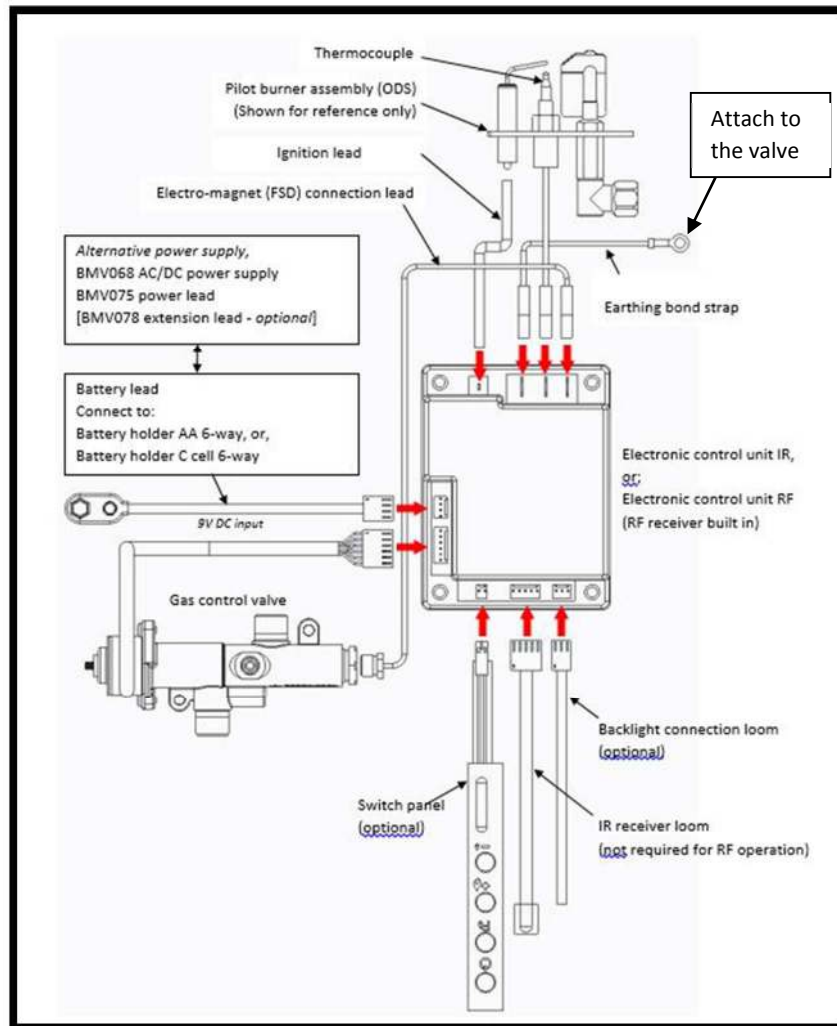 Thermocouple
Pilot burner assembly (ODS)
(Shown for reference only)
Attach to
the valve
Ignition lead
Electro-magnet (FSD) connection lead
Alternative power supply,
BMV068 AC/DC power supply
BMV075 power lead
[BMV078 extension lead - optional]
Earthing bond strap
Battery lead
Connect to:
Battery holder AA 6-way, or,
Battery holder C cell 6-way
Electronic control unit IR,
or;
Electronic control unit RF
(RF receiver built in)
9V DC input
Gas control valve
Backlight connection loom
(optional)
Switch panel
(optional)
IR receiver loom
(not required for RF operation)